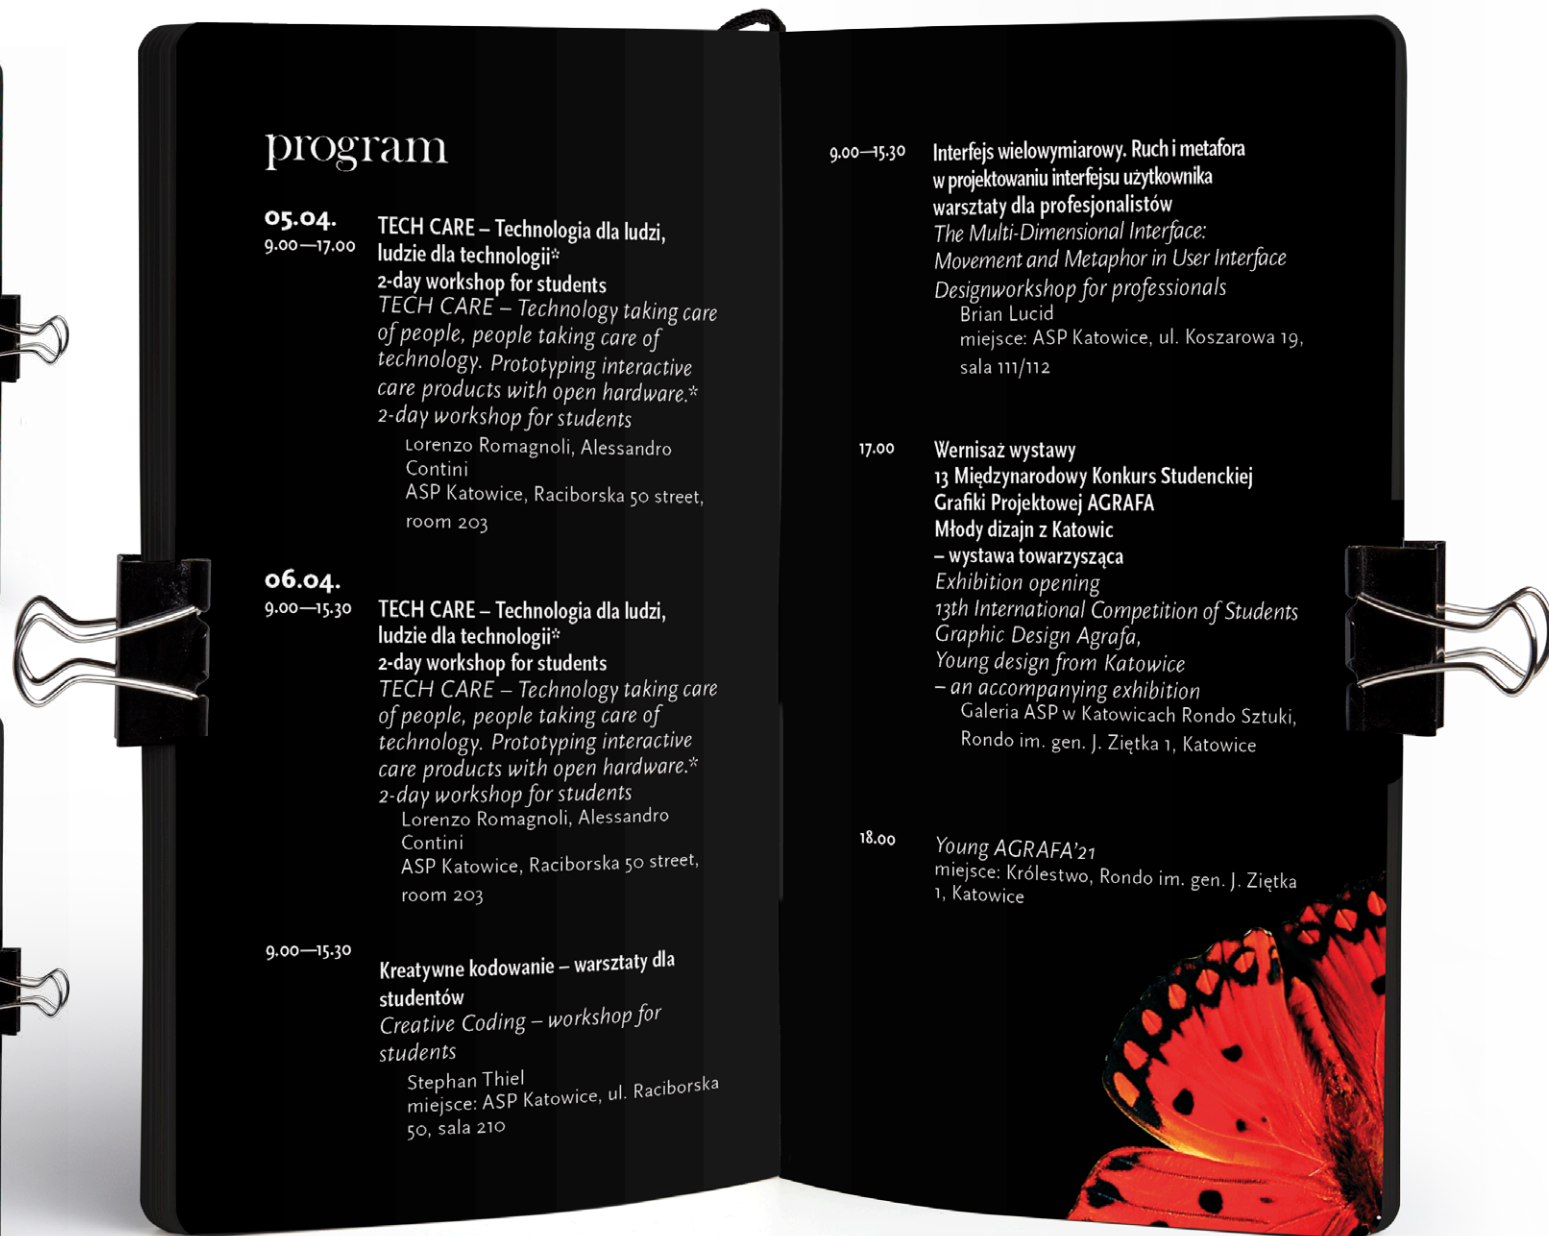 program
05.04.
9.00—17.00
TECH CARE – Technologia dla ludzi,
ludzie dla technologii*
2-day workshop for students
TECH CARE – Technology taking care
of people, people taking care of
technology. Prototyping interactive
care products with open hardware.*
2-day workshop for students
Lorenzo Romagnoli, Alessandro
Contini
ASP Katowice, Raciborska 50 street,
room 203
06.04.
9.00—15.30
TECH CARE – Technologia dla ludzi,
ludzie dla technologii*
2-day workshop for students
TECH CARE – Technology taking care
of people, people taking care of
technology. Prototyping interactive
care products with open hardware.*
2-day workshop for students
Lorenzo Romagnoli, Alessandro
Contini
ASP Katowice, Raciborska 50 street,
room 203
9.00—15.30
Kreatywne kodowanie – warsztaty dla
studentów
Creative Coding – workshop for
students
Stephan Thiel
miejsce: ASP Katowice, ul. Raciborska
50, sala 210
9.00—15.30
Interfejs wielowymiarowy. Ruch i metafora
w projektowaniu interfejsu użytkownika
warsztaty dla profesjonalistów
The Multi-Dimensional Interface:
Movement and Metaphor in User Interface
Designworkshop for professionals
Brian Lucid
miejsce: ASP Katowice, ul. Koszarowa 19,
sala 111/112
17.00
Wernisaż wystawy
13 Międzynarodowy Konkurs Studenckiej
Grafiki Projektowej AGRAFA
Młody dizajn z Katowic
– wystawa towarzysząca
Exhibition opening
13th International Competition of Students
Graphic Design Agrafa,
Young design from Katowice
– an accompanying exhibition
Galeria ASP w Katowicach Rondo Sztuki,
Rondo im. gen. J. Ziętka 1, Katowice
18.00
Young AGRAFA'21
miejsce: Królestwo, Rondo im. gen. J. Ziętka
1, Katowice